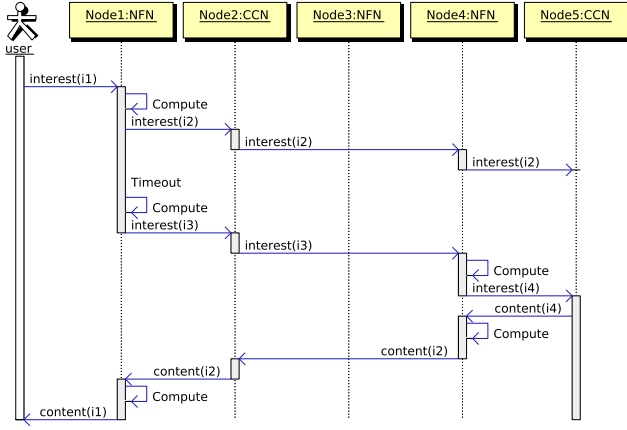 Node1:NFN Node2:CCN Node3:NFN Node4:NFN Node5:CCN
user
interest(i1)
Compute
interest(i2)
interest(i2)
interest(i2)
Timeout
Compute
interest(i3)
interest(i3)
Compute
interest(i4)
content(i4)
Compute
content(i2)
content(i2)
Compute
content(i1)